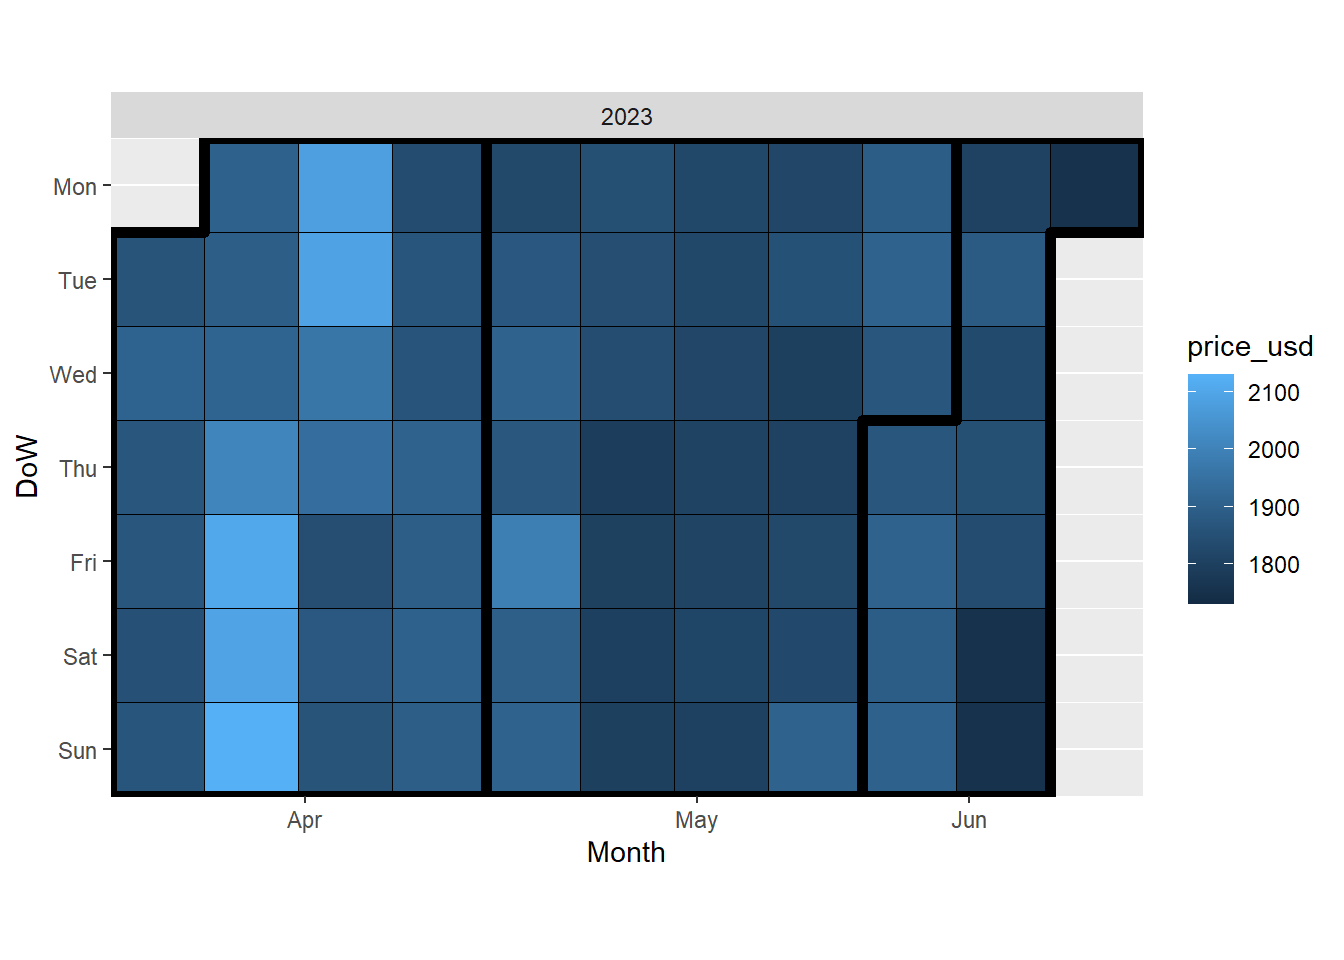 2023
Mon
Tue
Wed
Thu
Fri
Sat
Sun
DoW
Apr
May
Jun
Month
price_usd
2100
2000
1900
1800